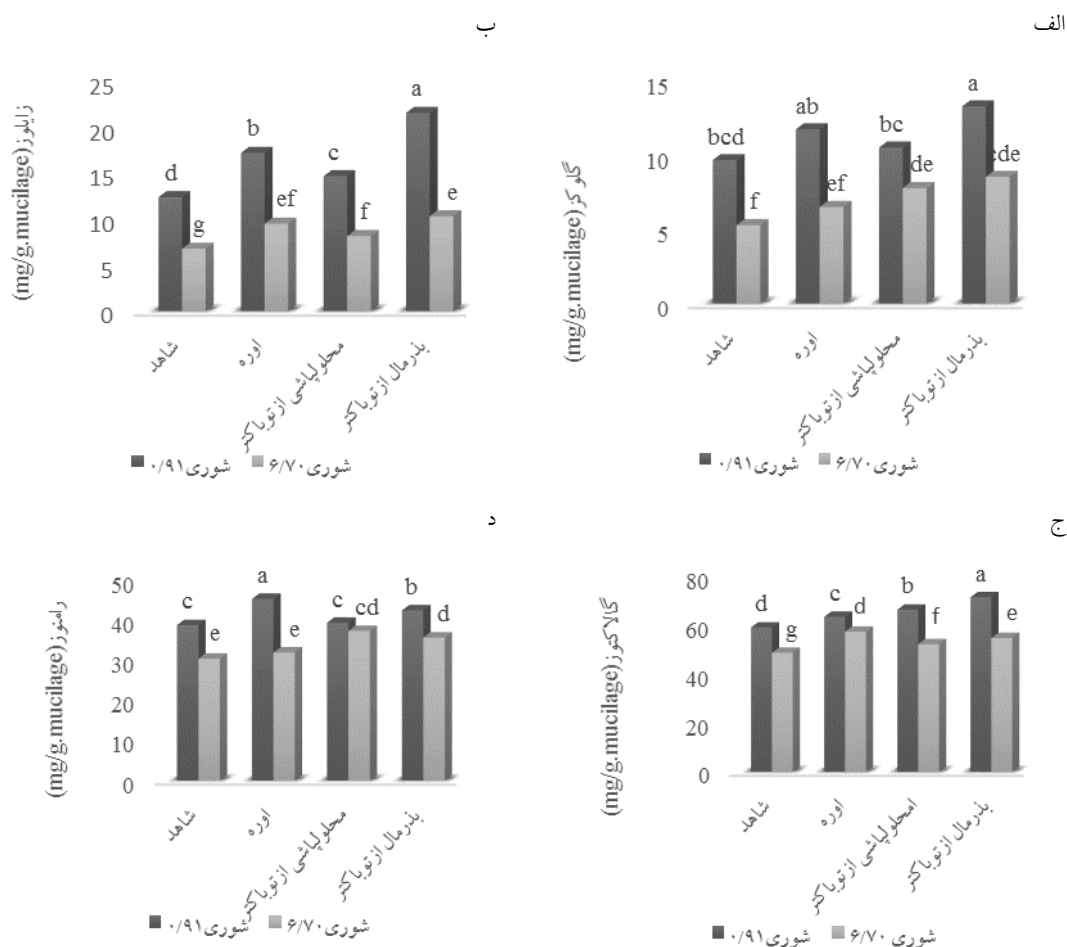 الف
گلوکز(mg/g.mucilage)
15
10
5
0
bcd
f
ab
ef
bc
de
a
cde
شاهد
اوره
محلولپاشی ازتوباکتر
بذرمال ازتوباکتر
شوری۰/۹۱
شوری۶/۷۰
ب
زایلوز(mg/g.mucilage)
25
20
15
10
5
0
d
g
b
ef
c
f
a
e
شاهد
اوره
محلولپاشی ازتوباکتر
بذرمال ازتوباکتر
شوری۰/۹۱
شوری۶/۷۰
ج
گالاکتوز(mg/g.mucilage)
80
60
40
20
0
d
g
c
d
b
f
a
e
شاهد
اوره
امحلولپاشی ازتوباکتر
بذرمال ازتوباکتر
شوری۰/۹۱
شوری۶/۷۰
د
رامنوز(mg/g.mucilage)
50
40
30
20
10
0
c
e
a
e
c
cd
b
d
شاهد
اوره
محلولپاشی ازتوباکتر
بذرمال ازتوباکتر
شوری۰/۹۱
شوری۶/۷۰